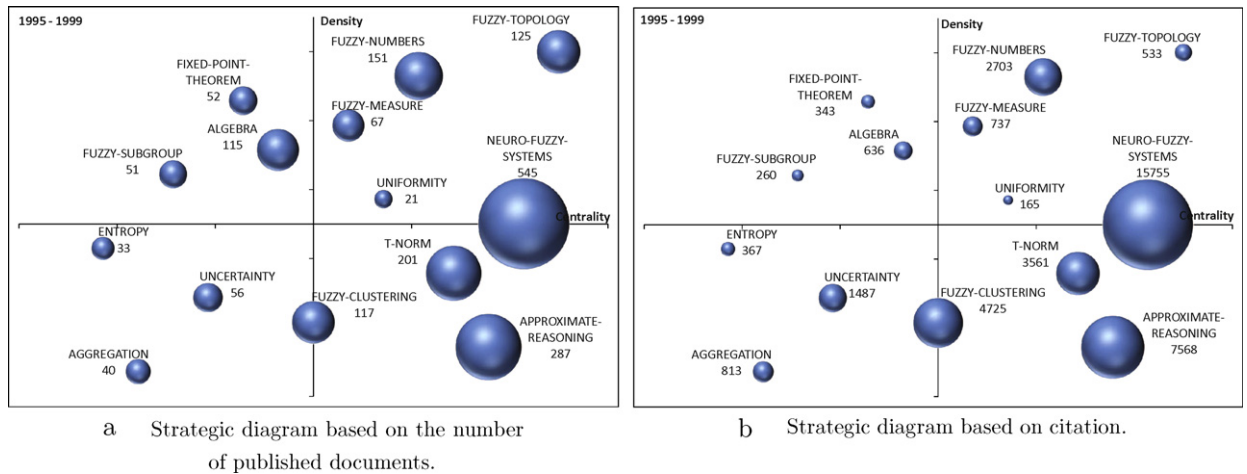 1995 - 1999
Density
FUZZY-TOPOLOGY
125
FUZZY-NUMBERS
151
FIXED-POINT-
THEOREM
52
FUZZY-MEASURE
67
ALGEBRA
115
FUZZY-SUBGROUP
51
NEURO-FUZZY-
SYSTEMS
545
UNIFORMITY
21
Centrality
ENTROPY
33
T-NORM
201
UNCERTAINTY
56
FUZZY-CLUSTERING
117
APPROXIMATE-
REASONING
287
AGGREGATION
40
a Strategic diagram based on the number
of published documents.
1995 - 1999
Density
FUZZY-TOPOLOGY
533
FUZZY-NUMBERS
2703
FIXED-POINT-
THEOREM
343
FUZZY-MEASURE
737
ALGEBRA
636
FUZZY-SUBGROUP
260
NEURO-FUZZY-
SYSTEMS
15755
UNIFORMITY
165
Centrality
ENTROPY
367
T-NORM
3561
UNCERTAINTY
1487
FUZZY-CLUSTERING
4725
APPROXIMATE-
REASONING
7568
AGGREGATION
813
b Strategic diagram based on citation.